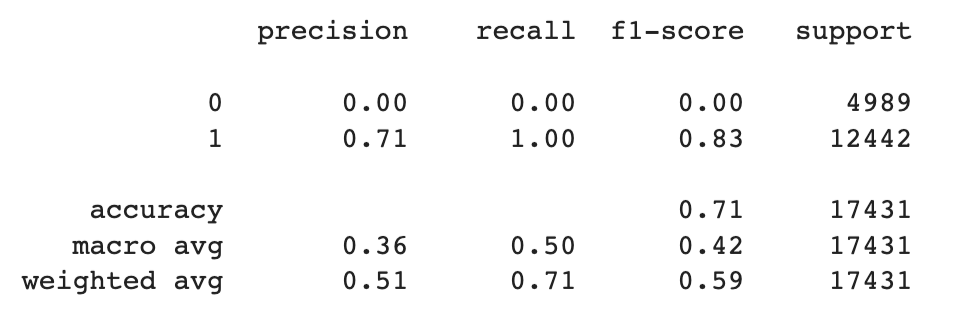 precision recall f1-score support
0 0.00 0.00 0.00 4989
1 0.71 1.00 0.83 12442
accuracy 0.71 17431
macro avg 0.36 0.50 0.42 17431
weighted avg 0.51 0.71 0.59 17431